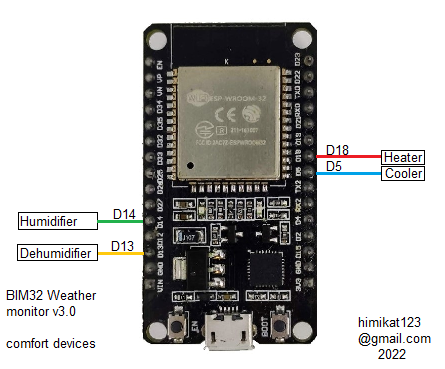 EN
VP
VN
D34
D35
D32
D33
D25
D26
D27
D14
D12
D13
GND
VIN
D23
D22
TX0
RX0
D21
D19
D18
D5
TX2
RX2
D4
D2
D15
GND
3V3
ESP-WROOM-32
D18
Heater
D5
Cooler
D14
Humidifier
D13
Dehumidifier
J107
EN
BOOT
BIM32 Weather
monitor v3.0
comfort devices
himikat123
@gmail.com
2022